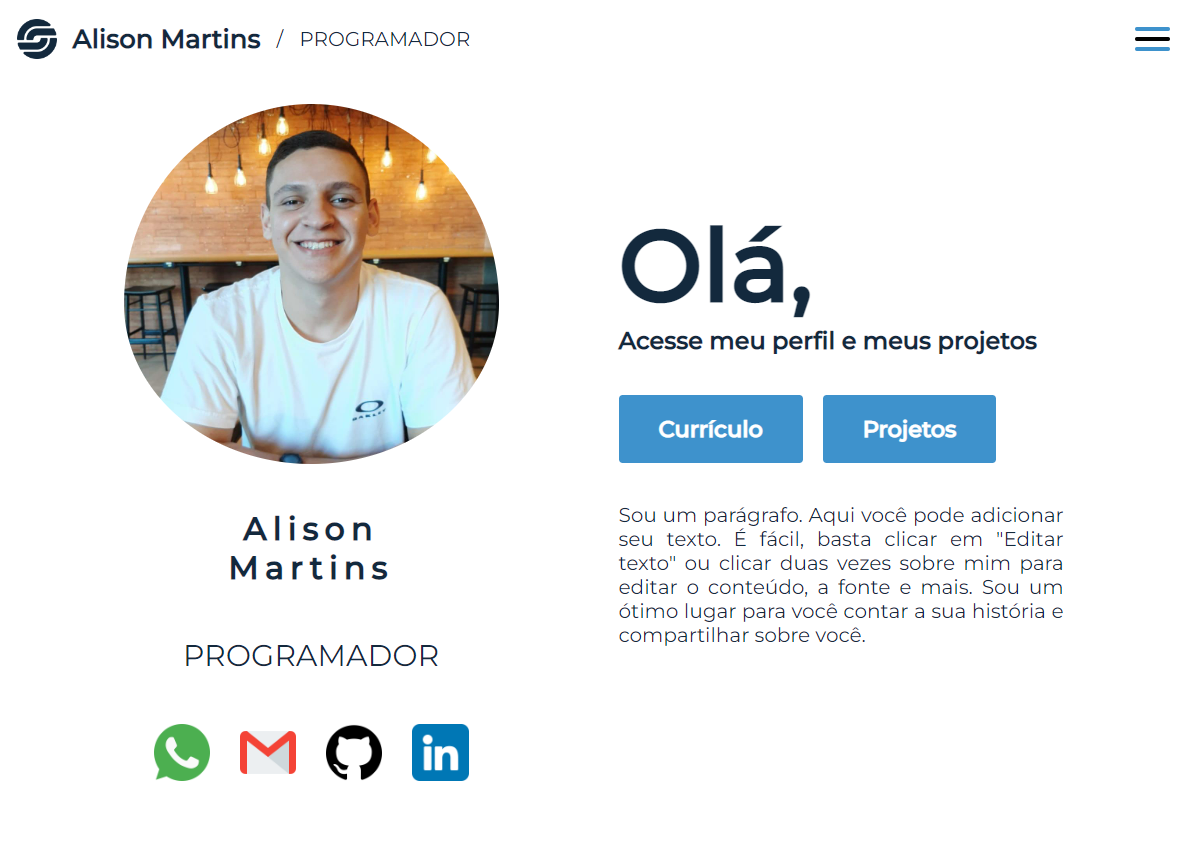 Alison Martins / PROGRAMADOR
OAKLEY
Alison
Martins
PROGRAMADOR
in
Olá,
Acesse meu perfil e meus projetos
Currículo Projetos
Sou um parágrafo. Aqui você pode adicionar
seu texto. É fácil, basta clicar em "Editar
texto" ou clicar duas vezes sobre mim para
editar o conteúdo, a fonte e mais. Sou um
ótimo lugar para você contar a sua história e
compartilhar sobre você.